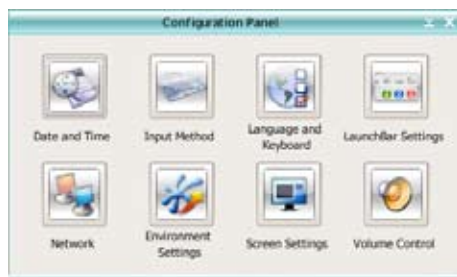 Configuration Panel
Date and Time
Input Method
Language and
Keyboard
LaunchBar Settings
Network
Environment
Settings
Screen Settings
Volume Control